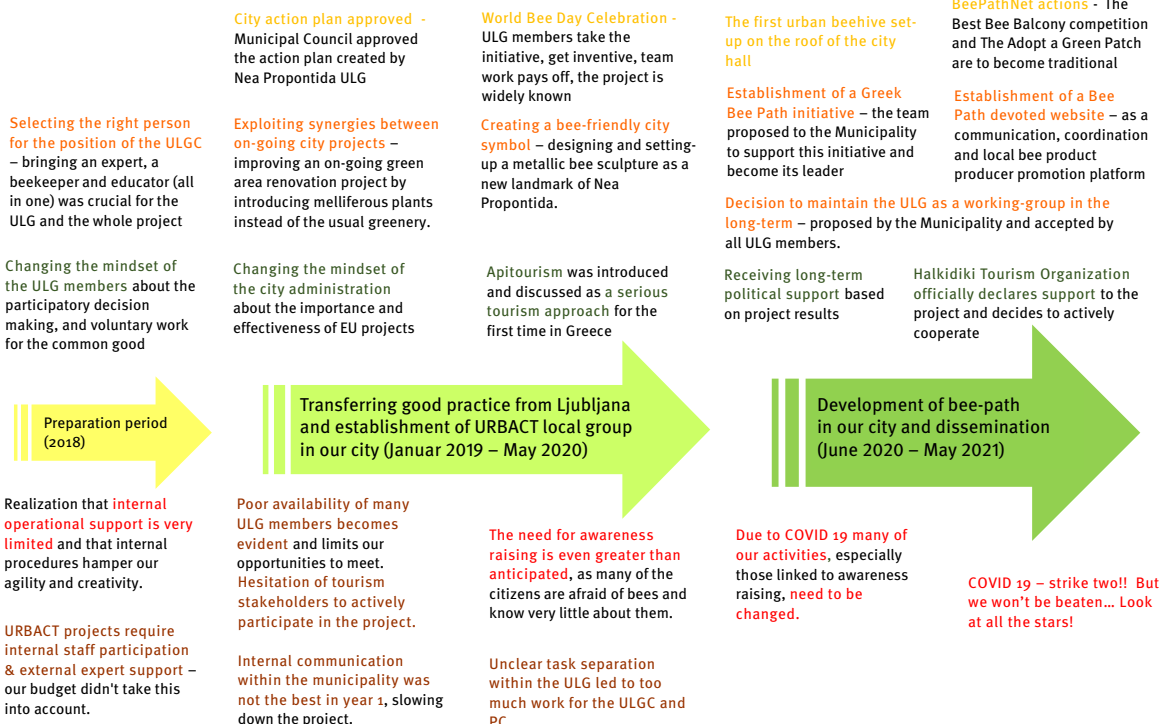 City action plan approved -
Municipal Council approved
the action plan created by
Nea Propontida ULG
World Bee Day Celebration -
ULG members take the
initiative, get inventive, team
work pays off, the project is
widely known
The first urban beehive set-
up on the roof of the city
hall
BeePathNet actions - The
Best Bee Balcony competition
and The Adopt a Green Patch
are to become traditional
Selecting the right person
for the position of the ULGC
– bringing an expert, a
beekeeper and educator (all
in one) was crucial for the
ULG and the whole project
Exploiting synergies between
on-going city projects –
improving an on-going green
area renovation project by
introducing melliferous plants
instead of the usual greenery.
Creating a bee-friendly city
symbol – designing and setting-
up a metallic bee sculpture as a
new landmark of Nea
Propontida.
Establishment of a Greek
Bee Path initiative – the team
proposed to the Municipality
to support this initiative and
become its leader
Establishment of a Bee
Path devoted website – as a
communication, coordination
and local bee product
producer promotion platform
Decision to maintain the ULG as a working-group in the
long-term – proposed by the Municipality and accepted by
all ULG members.
Changing the mindset of
the ULG members about the
participatory decision
making, and voluntary work
for the common good
Changing the mindset of
the city administration
about the importance and
effectiveness of EU projects
Apitourism was introduced
and discussed as a serious
tourism approach for the
first time in Greece
Receiving long-term
political support based
on project results
Halkidiki Tourism Organization
officially declares support to the
project and decides to actively
cooperate
Preparation period
(2018)
Transferring good practice from Ljubljana
and establishment of URBACT local group
in our city (Januar 2019 – May 2020)
Development of bee-path
in our city and dissemination
(June 2020 – May 2021)
Realization that internal
operational support is very
limited and that internal
procedures hamper our
agility and creativity.
URBACT projects require
internal staff participation
& external expert support –
our budget didn't take this
into account.
Poor availability of many
ULG members becomes
evident and limits our
opportunities to meet.
Hesitation of tourism
stakeholders to actively
participate in the project.
Internal communication
within the municipality was
not the best in year 1, slowing
down the project.
The need for awareness
raising is even greater than
anticipated, as many of the
citizens are afraid of bees and
know very little about them.
Unclear task separation
within the ULG led to too
much work for the ULGC and
PC
Due to COVID 19 many of
our activities, especially
those linked to awareness
raising, need to be
changed.
COVID 19 – strike two!! But
we won't be beaten... Look
at all the stars!